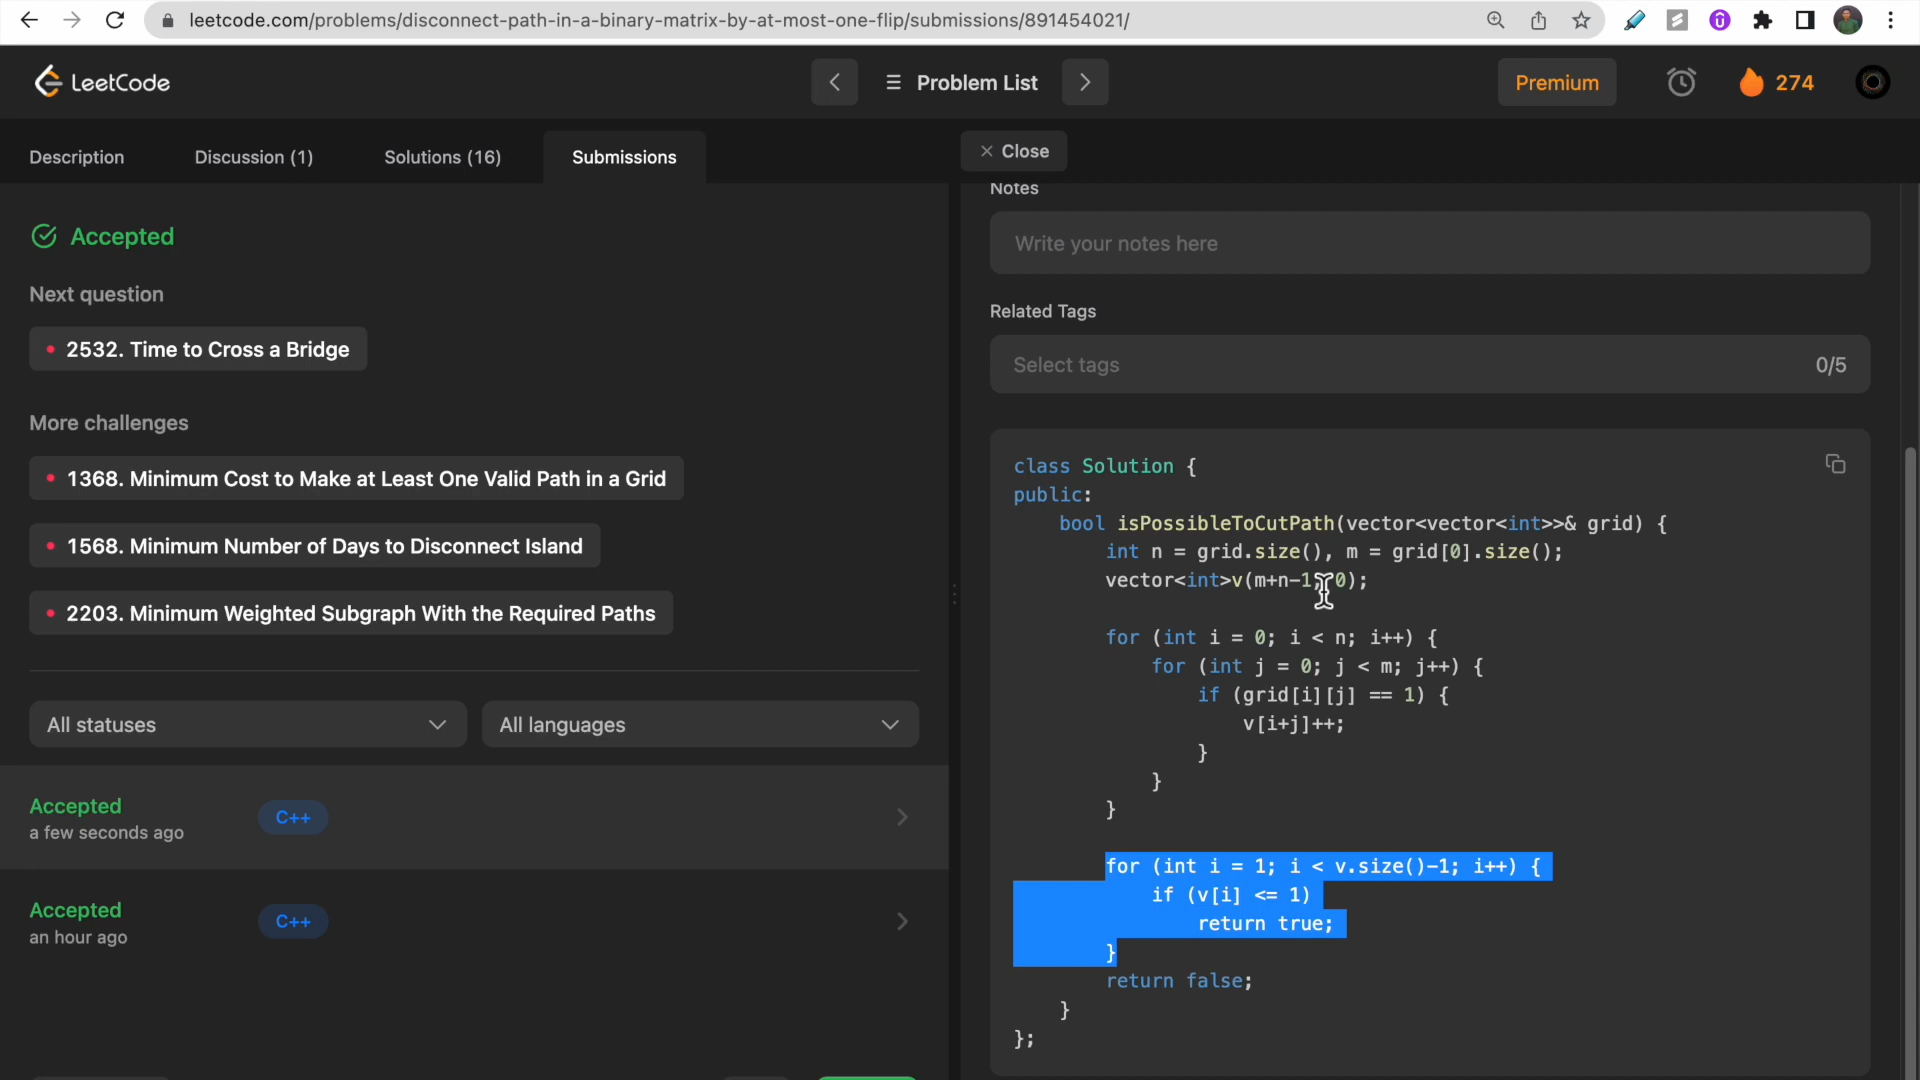 leetcode.com/problems/disconnect-path-in-a-binary-matrix-by-at-most-one-flip/submissions/891454021/
LeetCode
Problem List
Premium
274
Description
Discussion (1)
Solutions (16)
Submissions
Close
Accepted
Next question
2532. Time to Cross a Bridge
More challenges
1368. Minimum Cost to Make at Least One Valid Path in a Grid
1568. Minimum Number of Days to Disconnect Island
2203. Minimum Weighted Subgraph With the Required Paths
All statuses
All languages
Accepted
C++
a few seconds ago
Accepted
C++
an hour ago
Notes
Write your notes here
Related Tags
Select tags
0/5
class Solution {
public:
bool isPossibleToCutPath(vector<vector<int>>& grid) {
int n = grid.size(), m = grid[0].size();
vector<int>v(m+n-1, 0);
for (int i = 0; i < n; i++) {
for (int j = 0; j < m; j++) {
if (grid[i][j] == 1) {
v[i+j]++;
}
}
}
for (int i = 1; i < v.size()-1; i++) {
if (v[i] <= 1)
return true;
}
return false;
}
};